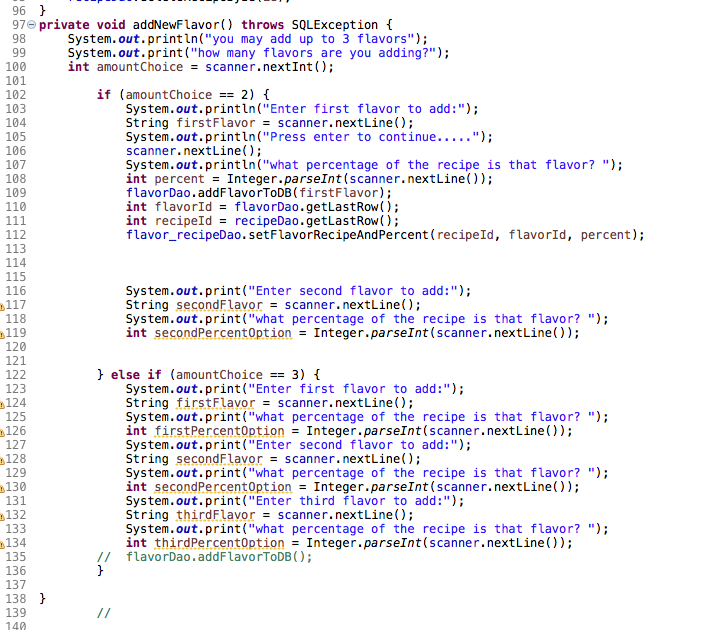 96 }
97 private void addNewFlavor() throws SQLException {
98 System.out.println("you may add up to 3 flavors");
99 System.out.print("how many flavors are you adding?");
100 int amountChoice = scanner.nextInt();
101
102 if (amountChoice == 2) {
103 System.out.println("Enter first flavor to add:");
104 String firstFlavor = scanner.nextLine();
105 System.out.println("Press enter to continue.....");
106 scanner.nextLine();
107 System.out.println("what percentage of the recipe is that flavor? ");
108 int percent = Integer.parseInt(scanner.nextLine());
109 flavorDao.addFlavorToDB(firstFlavor);
110 int flavorId = flavorDao.getLastRow();
111 int recipeId = recipeDao.getLastRow();
112 flavor_recipeDao.setFlavorRecipeAndPercent(recipeId, flavorId, percent);
113
114
115
116 System.out.print("Enter second flavor to add:");
117 String secondFlavor = scanner.nextLine();
118 System.out.print("what percentage of the recipe is that flavor? ");
119 int secondPercentOption = Integer.parseInt(scanner.nextLine());
120
121
122 } else if (amountChoice == 3) {
123 System.out.print("Enter first flavor to add:");
124 String firstFlavor = scanner.nextLine();
125 System.out.print("what percentage of the recipe is that flavor? ");
126 int firstPercentOption = Integer.parseInt(scanner.nextLine());
127 System.out.print("Enter second flavor to add:");
128 String secondFlavor = scanner.nextLine();
129 System.out.print("what percentage of the recipe is that flavor? ");
130 int secondPercentOption = Integer.parseInt(scanner.nextLine());
131 System.out.print("Enter third flavor to add:");
132 String thirdFlavor = scanner.nextLine();
133 System.out.print("what percentage of the recipe is that flavor? ");
134 int thirdPercentOption = Integer.parseInt(scanner.nextLine());
135 // flavorDao.addFlavorToDB();
136 }
137
138 }
139 //
140